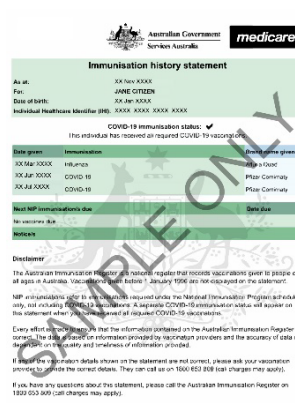 Australian Government
Services Australia
medicare
Immunisation history statement
As at: XX Nov XXXX
For: JANE CITIZEN
Date of birth: XX Jan XXXX
Individual Healthcare Identifier (IHI): XXXX XXXX XXXX XXXX
COVID-19 immunisation status: ✔
This individual has received all required COVID-19 vaccinations.
Date given Immunisation Brand name given
XX Mar XXXX Influenza Afluria Quad
XX Jun XXXX COVID-19 Pfizer Comirnaty
XX Jul XXXX COVID-19 Pfizer Comirnaty
Next NIP immunisation/s due Date due
No vaccines due
Notice/s
SAMPLE ONLY
Disclaimer
The Australian Immunisation Register is a national register that records vaccinations given to people o
all ages in Australia. Vaccinations given before 1 January 1996 are not displayed on the statement.
NIP immunisations refer to immunisations required under the National Immunisation Program schedul
only, not including COVID-19 vaccinations. A separate COVID-19 immunisation status will appear on
this statement when you have received all required COVID-19 vaccinations.
Every effort is made to ensure that the information contained on the Australian Immunisation Register
correct. The data is based on information provided by vaccination providers and the accuracy of data i
dependent on the quality and timeliness of information provided.
If any of the vaccination details shown on the statement are not correct, please ask your vaccination
provider to provide the correct details. They can call us on 1800 653 809 (call charges may apply).
If you have any questions about this statement, please call the Australian Immunisation Register on
1800 653 809 (call charges may apply).